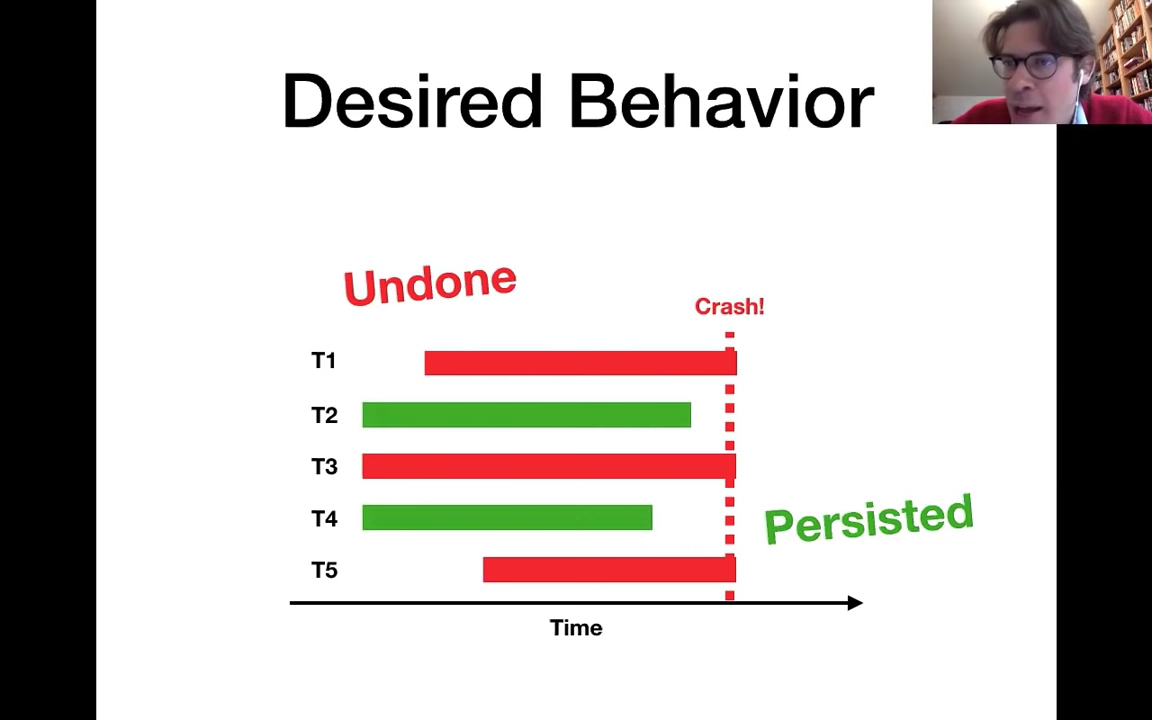 Desired Behavior
Undone
Crash!
T1
T2
T3
T4
Persisted
T5
Time